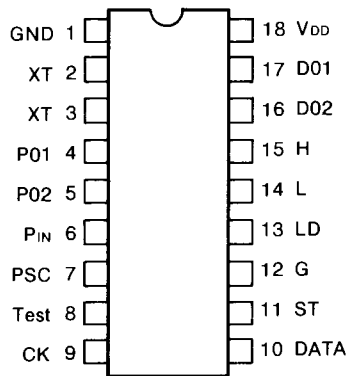 GND 1
XT 2
XT 3
P01 4
P02 5
PIN 6
PSC 7
Test 8
CK 9
18 VDD
17 D01
16 D02
15 H
14 L
13 LD
12 G
11 ST
10 DATA